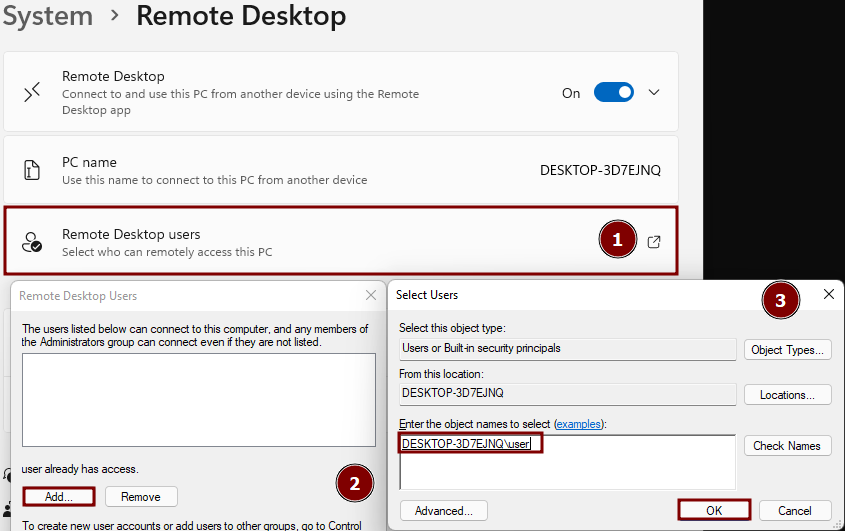 System > Remote Desktop
Remote Desktop
Connect to and use this PC from another device using the Remote
Desktop app
On
PC name
Use this name to connect to this PC from another device
DESKTOP-3D7EJNQ
Remote Desktop users
Select who can remotely access this PC
1
Remote Desktop Users
The users listed below can connect to this computer, and any members of
the Administrators group can connect even if they are not listed.
user already has access.
2
Add...
Remove
To create new user accounts or add users to other groups, go to Control
Select Users
3
Select this object type:
Users or Built-in security principals
Object Types...
From this location:
DESKTOP-3D7EJNQ
Locations...
Enter the object names to select (examples):
DESKTOP-3D7EJNQ\user
Check Names
Advanced...
OK
Cancel